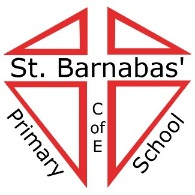 St. Barnabas'
C
of
E
Primary
School